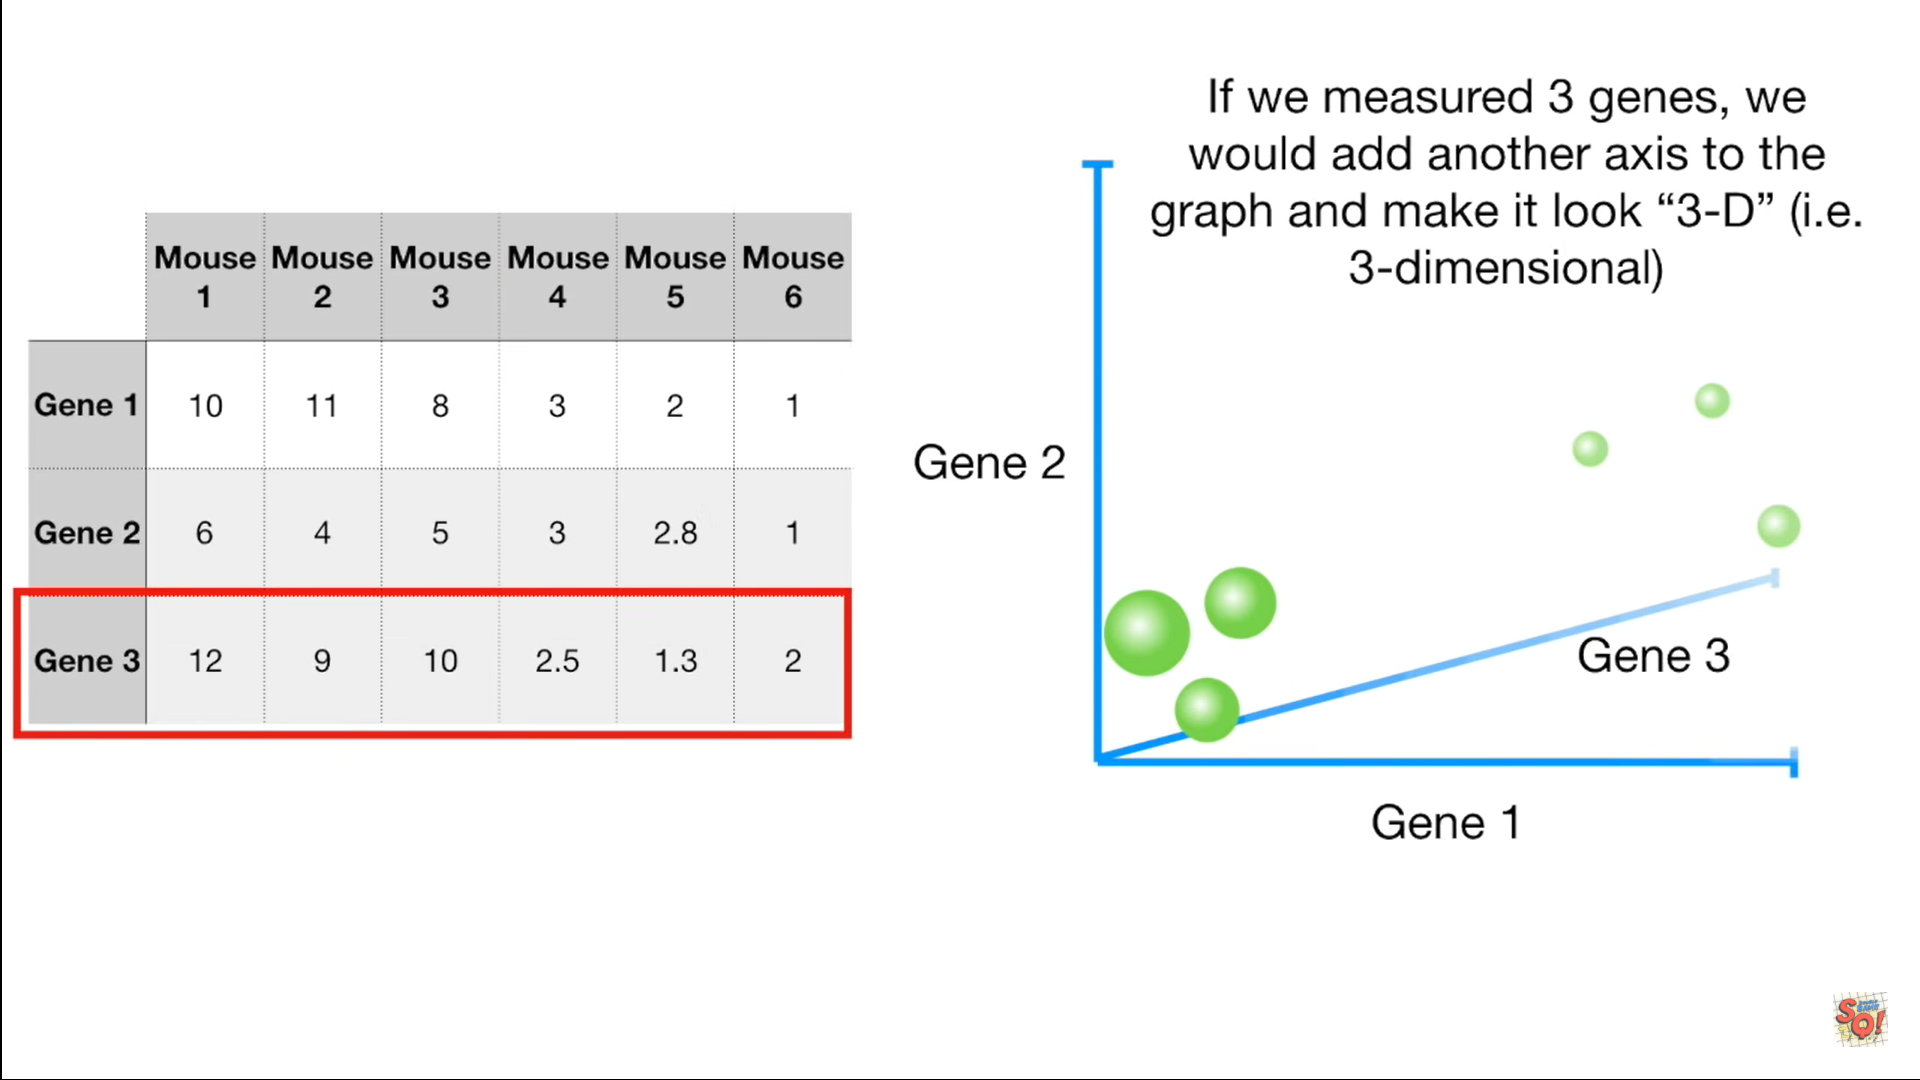 If we measured 3 genes, we
would add another axis to the
graph and make it look “3-D” (i.e.
3-dimensional)
Mouse 1 Mouse 2 Mouse 3 Mouse 4 Mouse 5 Mouse 6
Gene 1 10 11 8 3 2 1
Gene 2 6 4 5 3 2.8 1
Gene 3 12 9 10 2.5 1.3 2
Gene 2
Gene 3
Gene 1
SQ!